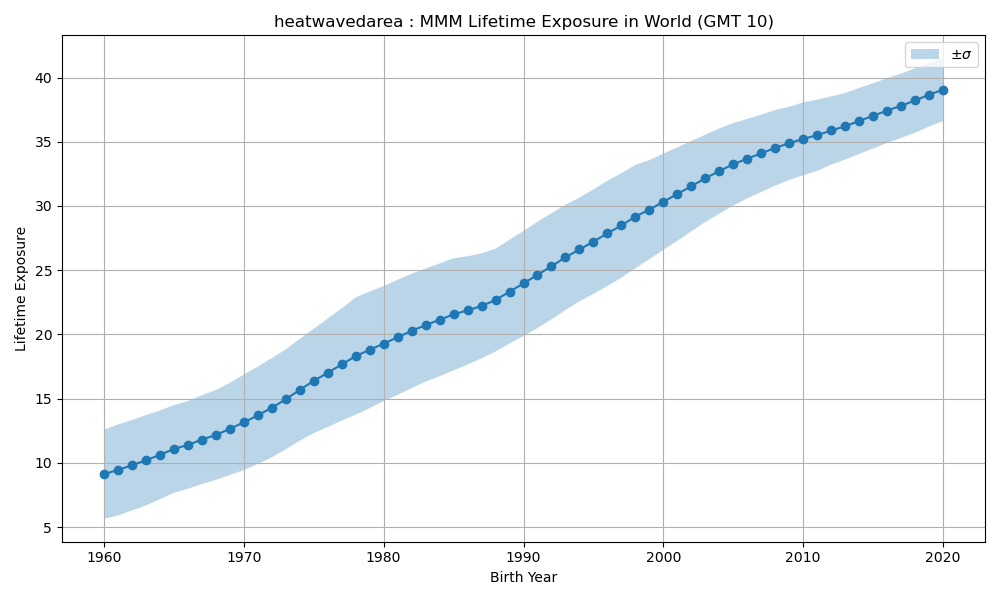 heatwavedarea : MMM Lifetime Exposure in World (GMT 10)
±σ
40
35
30
25
20
15
10
5
Lifetime Exposure
1960 1970 1980 1990 2000 2010 2020
Birth Year